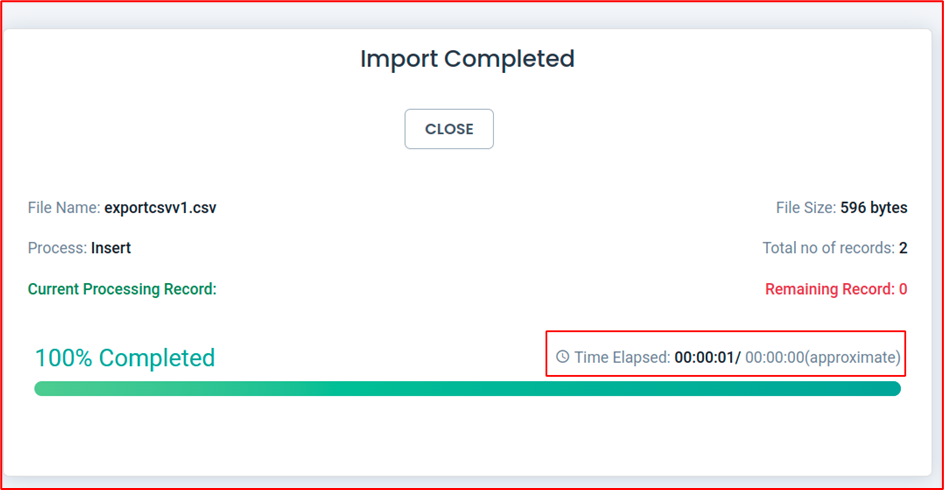 Import Completed
CLOSE
File Name: exportcsvv1.csv
File Size: 596 bytes
Process: Insert
Total no of records: 2
Current Processing Record:
Remaining Record: 0
100% Completed
Time Elapsed: 00:00:01/ 00:00:00(approximate)